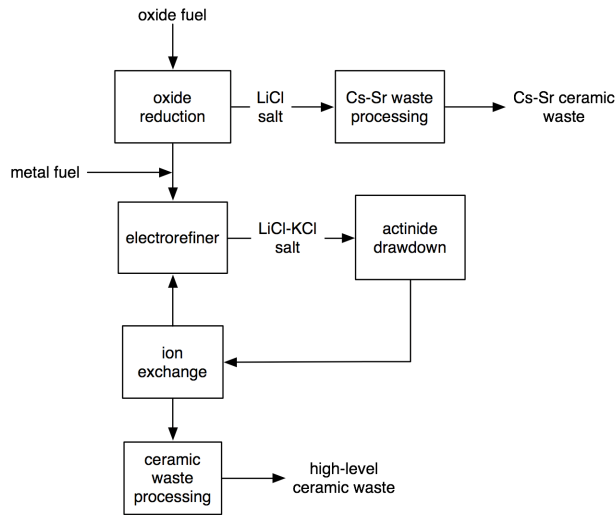 oxide fuel
oxide
reduction
LiCl
salt
Cs-Sr waste
processing
Cs-Sr ceramic
waste
metal fuel
electrorefiner
LiCl-KCl
salt
actinide
drawdown
ion
exchange
ceramic
waste
processing
high-level
ceramic waste